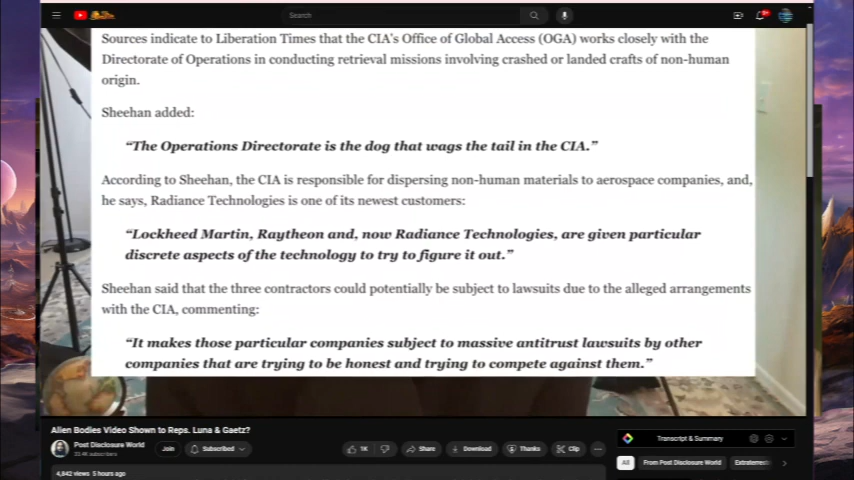 Search
9+
Sources indicate to Liberation Times that the CIA's Office of Global Access (OGA) works closely with the
Directorate of Operations in conducting retrieval missions involving crashed or landed crafts of non-human
origin.
Sheehan added:
“The Operations Directorate is the dog that wags the tail in the CIA.”
According to Sheehan, the CIA is responsible for dispersing non-human materials to aerospace companies, and,
he says, Radiance Technologies is one of its newest customers:
“Lockheed Martin, Raytheon and, now Radiance Technologies, are given particular
discrete aspects of the technology to try to figure it out.”
Sheehan said that the three contractors could potentially be subject to lawsuits due to the alleged arrangements
with the CIA, commenting:
“It makes those particular companies subject to massive antitrust lawsuits by other
companies that are trying to be honest and trying to compete against them.”
Alien Bodies Video Shown to Reps. Luna & Gaetz?
Post Disclosure World
33.4K subscribers
Join
Subscribed
1K
Share
Download
Thanks
Clip
Transcript & Summary
4,842 views 5 hours ago
All
From Post Disclosure World